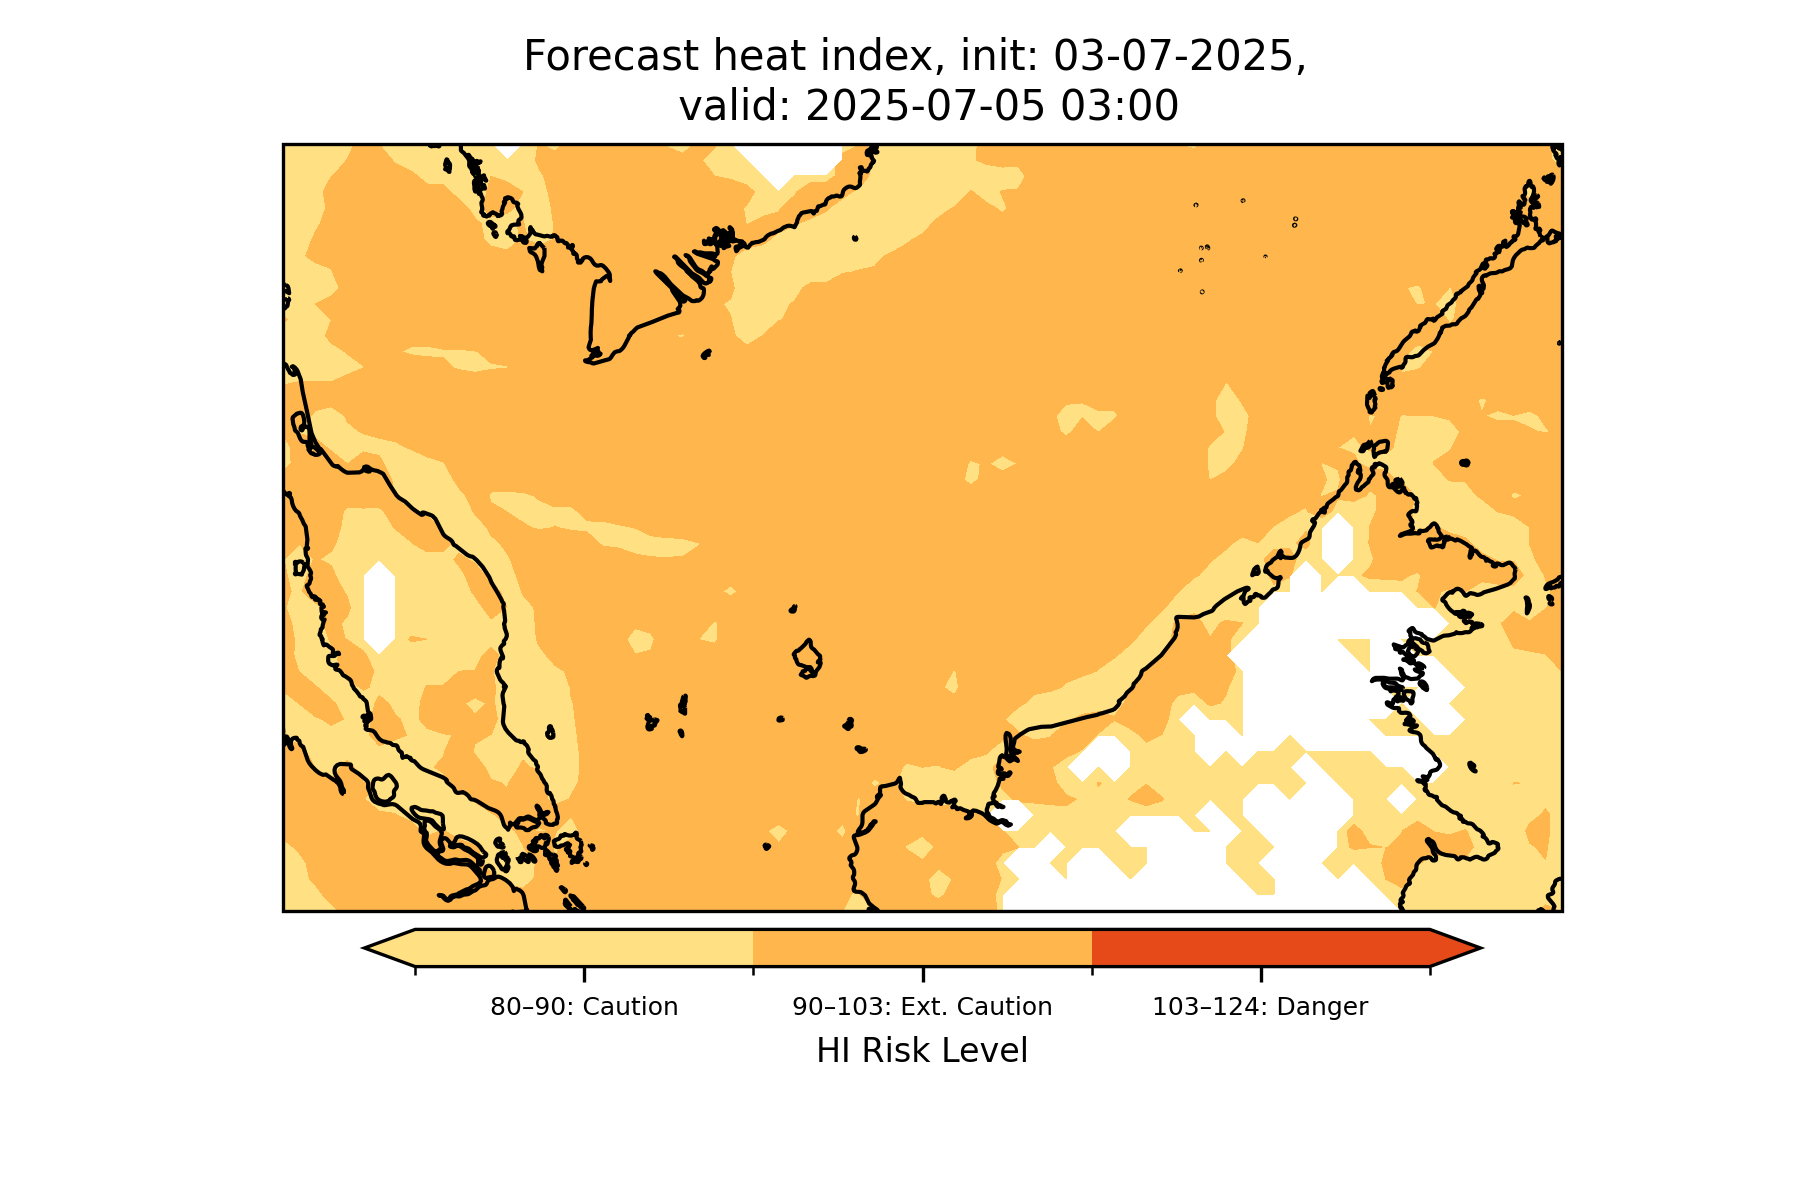 Forecast heat index, init: 03-07-2025,
valid: 2025-07-05 03:00
80–90: Caution
90–103: Ext. Caution
103–124: Danger
HI Risk Level